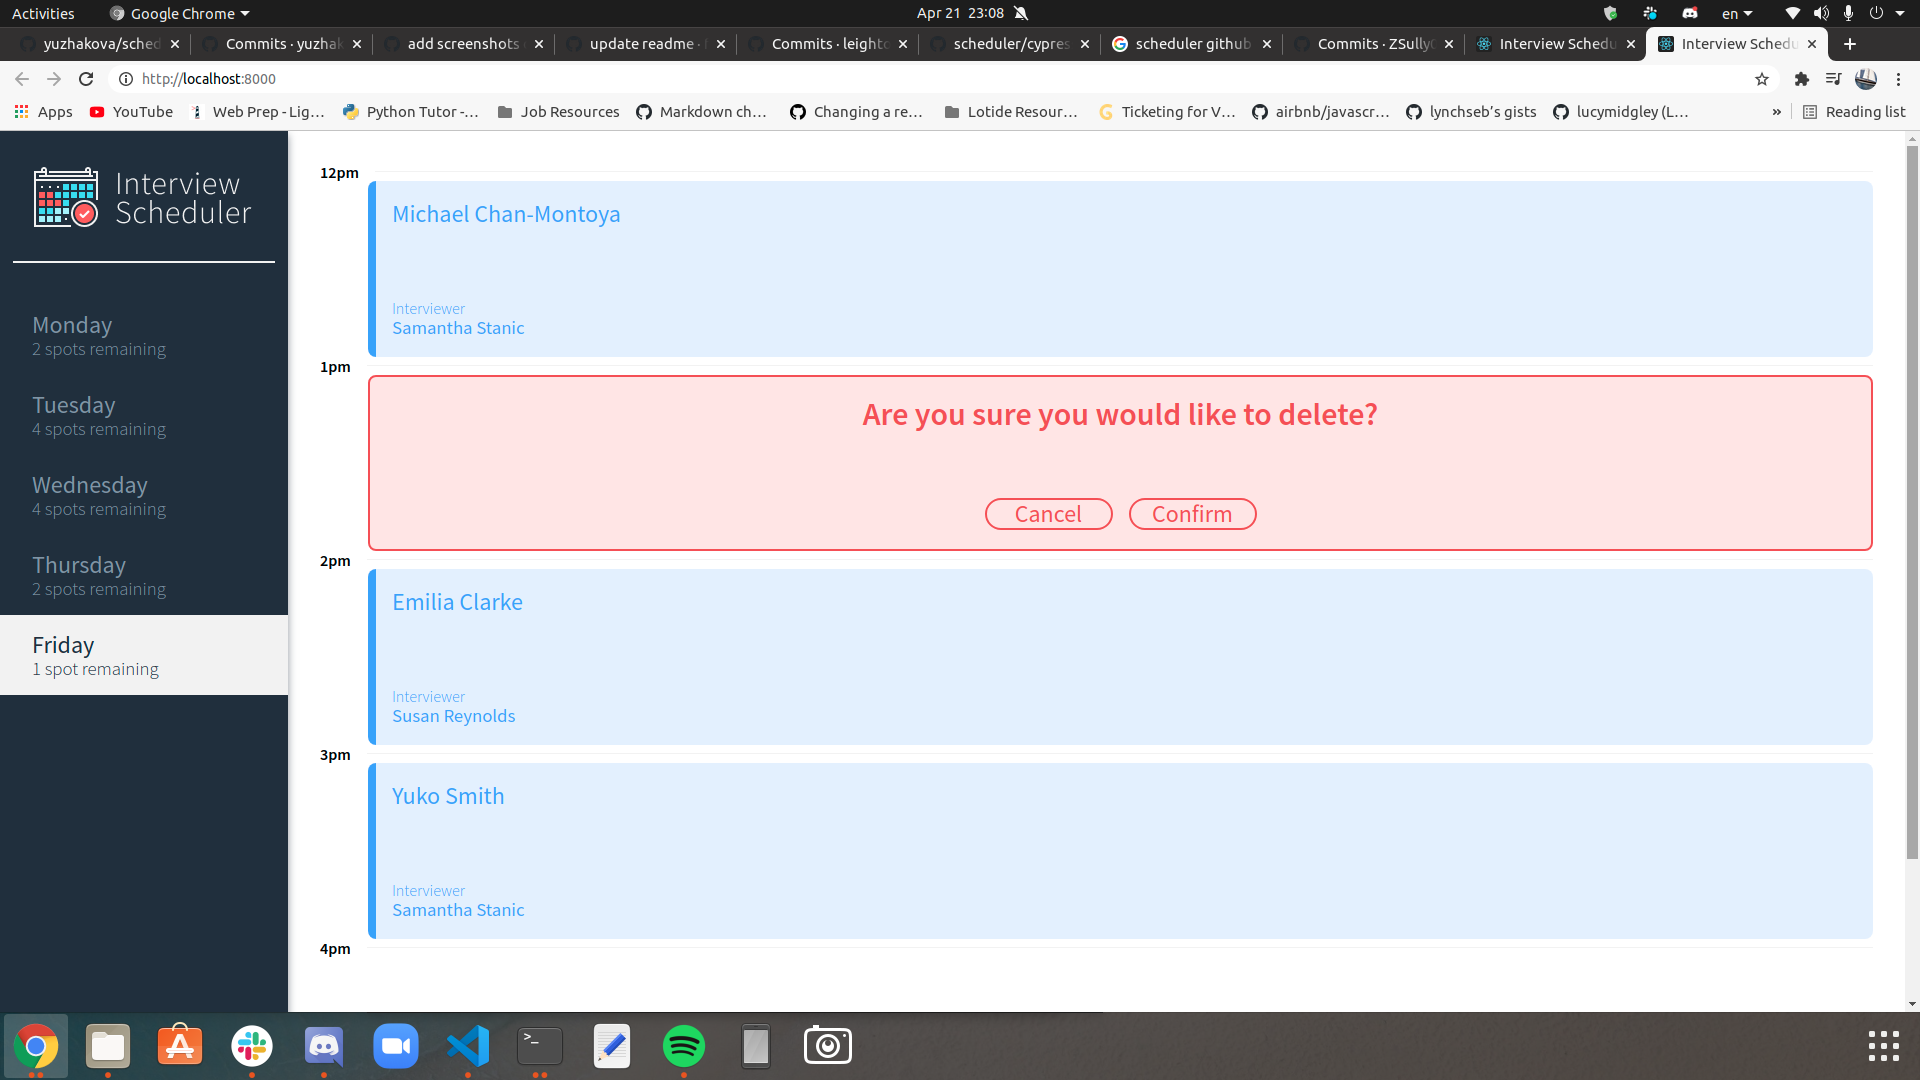 Activities Google Chrome Apr 21 23:08 en
yuzhakova/sched Commits · yuzhak add screenshots update readme · Commits · leight scheduler/cypres scheduler github Commits · ZSully Interview Schedu Interview Schedu
http://localhost:8000
Apps YouTube Web Prep - Lig... Python Tutor -... Job Resources Markdown ch... Changing a re... Lotide Resour... Ticketing for V... airbnb/javascr... lynchseb's gists lucymidgley (L... » Reading list
Interview
Scheduler
Monday
2 spots remaining
Tuesday
4 spots remaining
Wednesday
4 spots remaining
Thursday
2 spots remaining
Friday
1 spot remaining
12pm
Michael Chan-Montoya
Interviewer
Samantha Stanic
1pm
Are you sure you would like to delete?
Cancel Confirm
2pm
Emilia Clarke
Interviewer
Susan Reynolds
3pm
Yuko Smith
Interviewer
Samantha Stanic
4pm